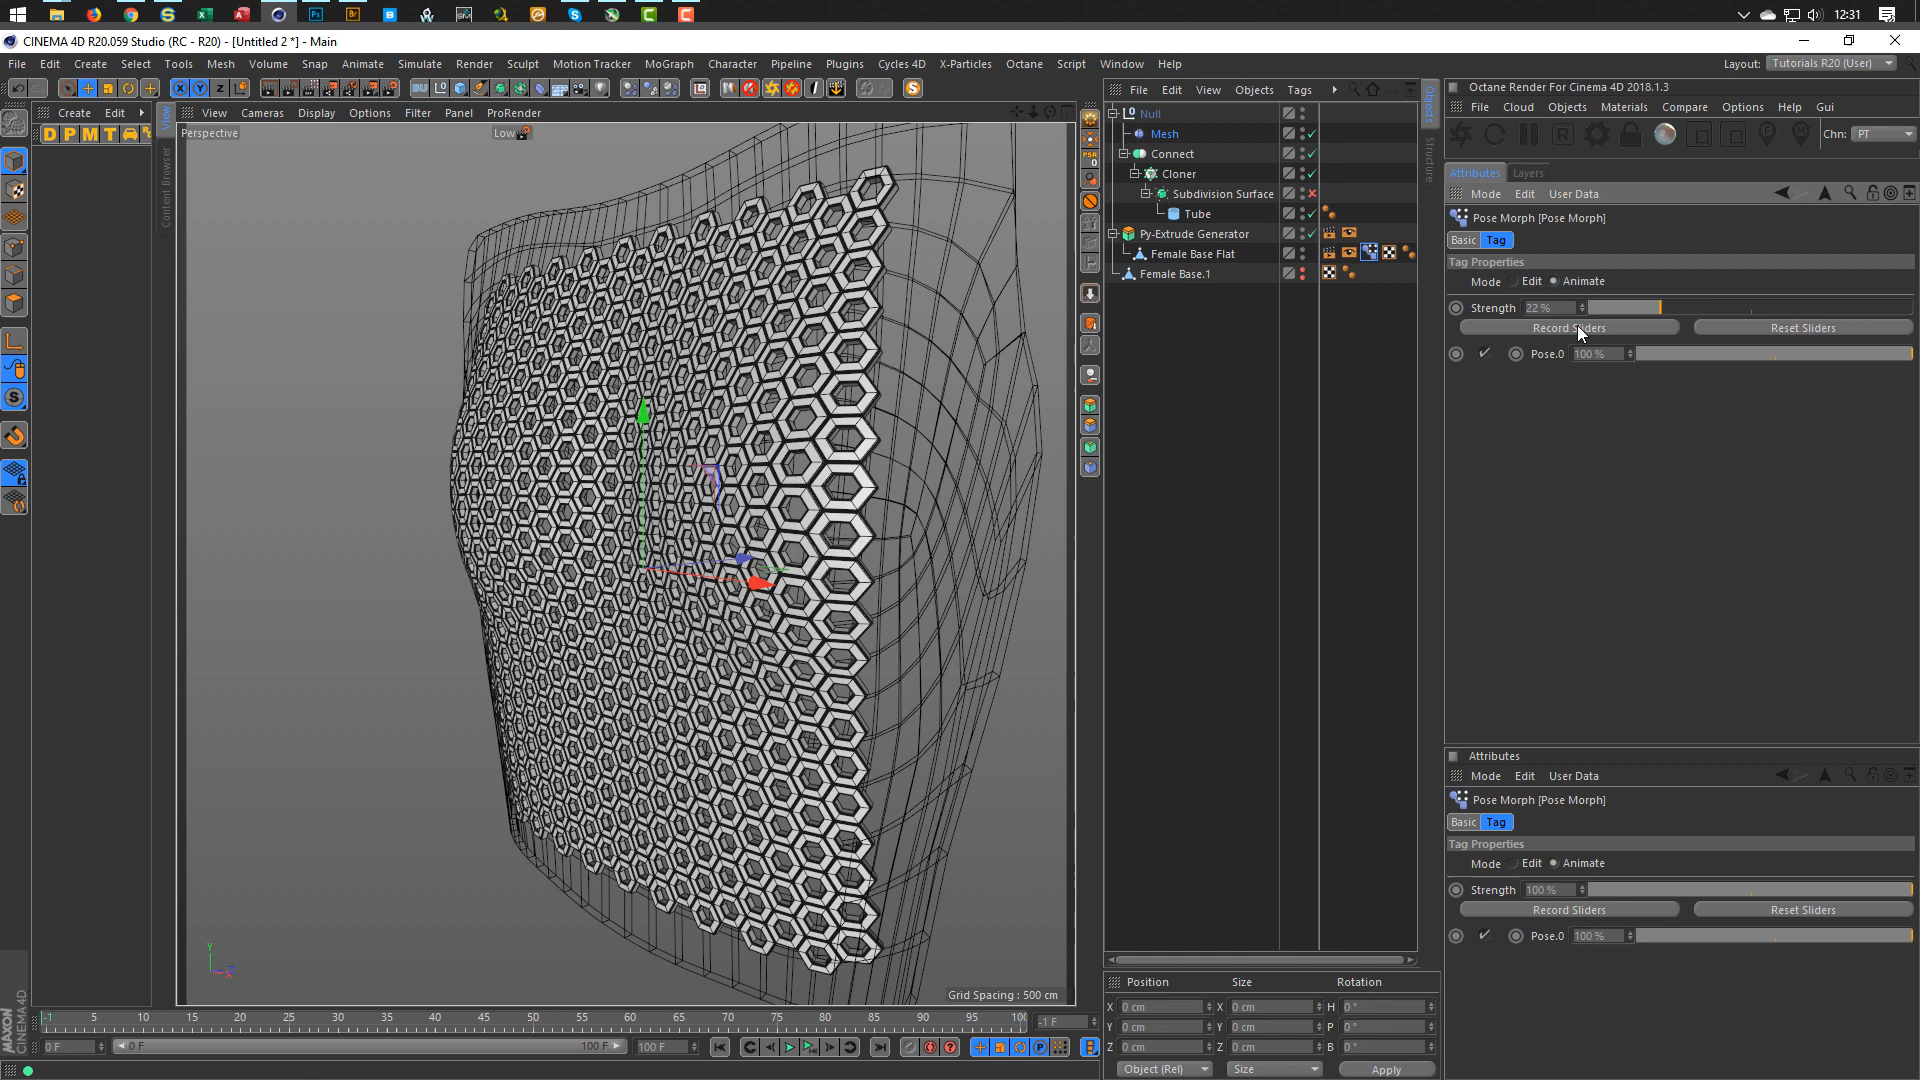 12:31
CINEMA 4D R20.059 Studio (RC - R20) - [Untitled 2 *] - Main
File Edit Create Select Tools Mesh Volume Snap Animate Simulate Render Sculpt Motion Tracker MoGraph Character Pipeline Plugins Cycles 4D X-Particles Octane Script Window Help
Layout: Tutorials R20 (User)
Create Edit
View Cameras Display Options Filter Panel ProRender
D P M T
View
Content Browser
Perspective
Low
PSR
0
File Edit View Objects Tags
Null
Mesh
Connect
Cloner
Subdivision Surface
Tube
Py-Extrude Generator
Female Base Flat
Female Base.1
Objects
Structure
Octane Render For Cinema 4D 2018.1.3
File Cloud Objects Materials Compare Options Help Gui
Chn: PT
Attributes Layers
Mode Edit User Data
Pose Morph [Pose Morph]
Basic Tag
Tag Properties
Mode Edit Animate
Strength 22 %
Record Sliders Reset Sliders
Pose.0 100 %
Attributes
Mode Edit User Data
Pose Morph [Pose Morph]
Basic Tag
Tag Properties
Mode Edit Animate
Strength 100 %
Record Sliders Reset Sliders
Pose.0 100 %
Y
Z
Grid Spacing : 500 cm
-1 5 10 15 20 25 30 35 40 45 50 55 60 65 70 75 80 85 90 95 100
-1 F
0 F 0 F 100 F 100 F
Position Size Rotation
X 0 cm X 0 cm H 0 °
Y 0 cm Y 0 cm P 0 °
Z 0 cm Z 0 cm B 0 °
Object (Rel) Size Apply
MAXON
CINEMA 4D